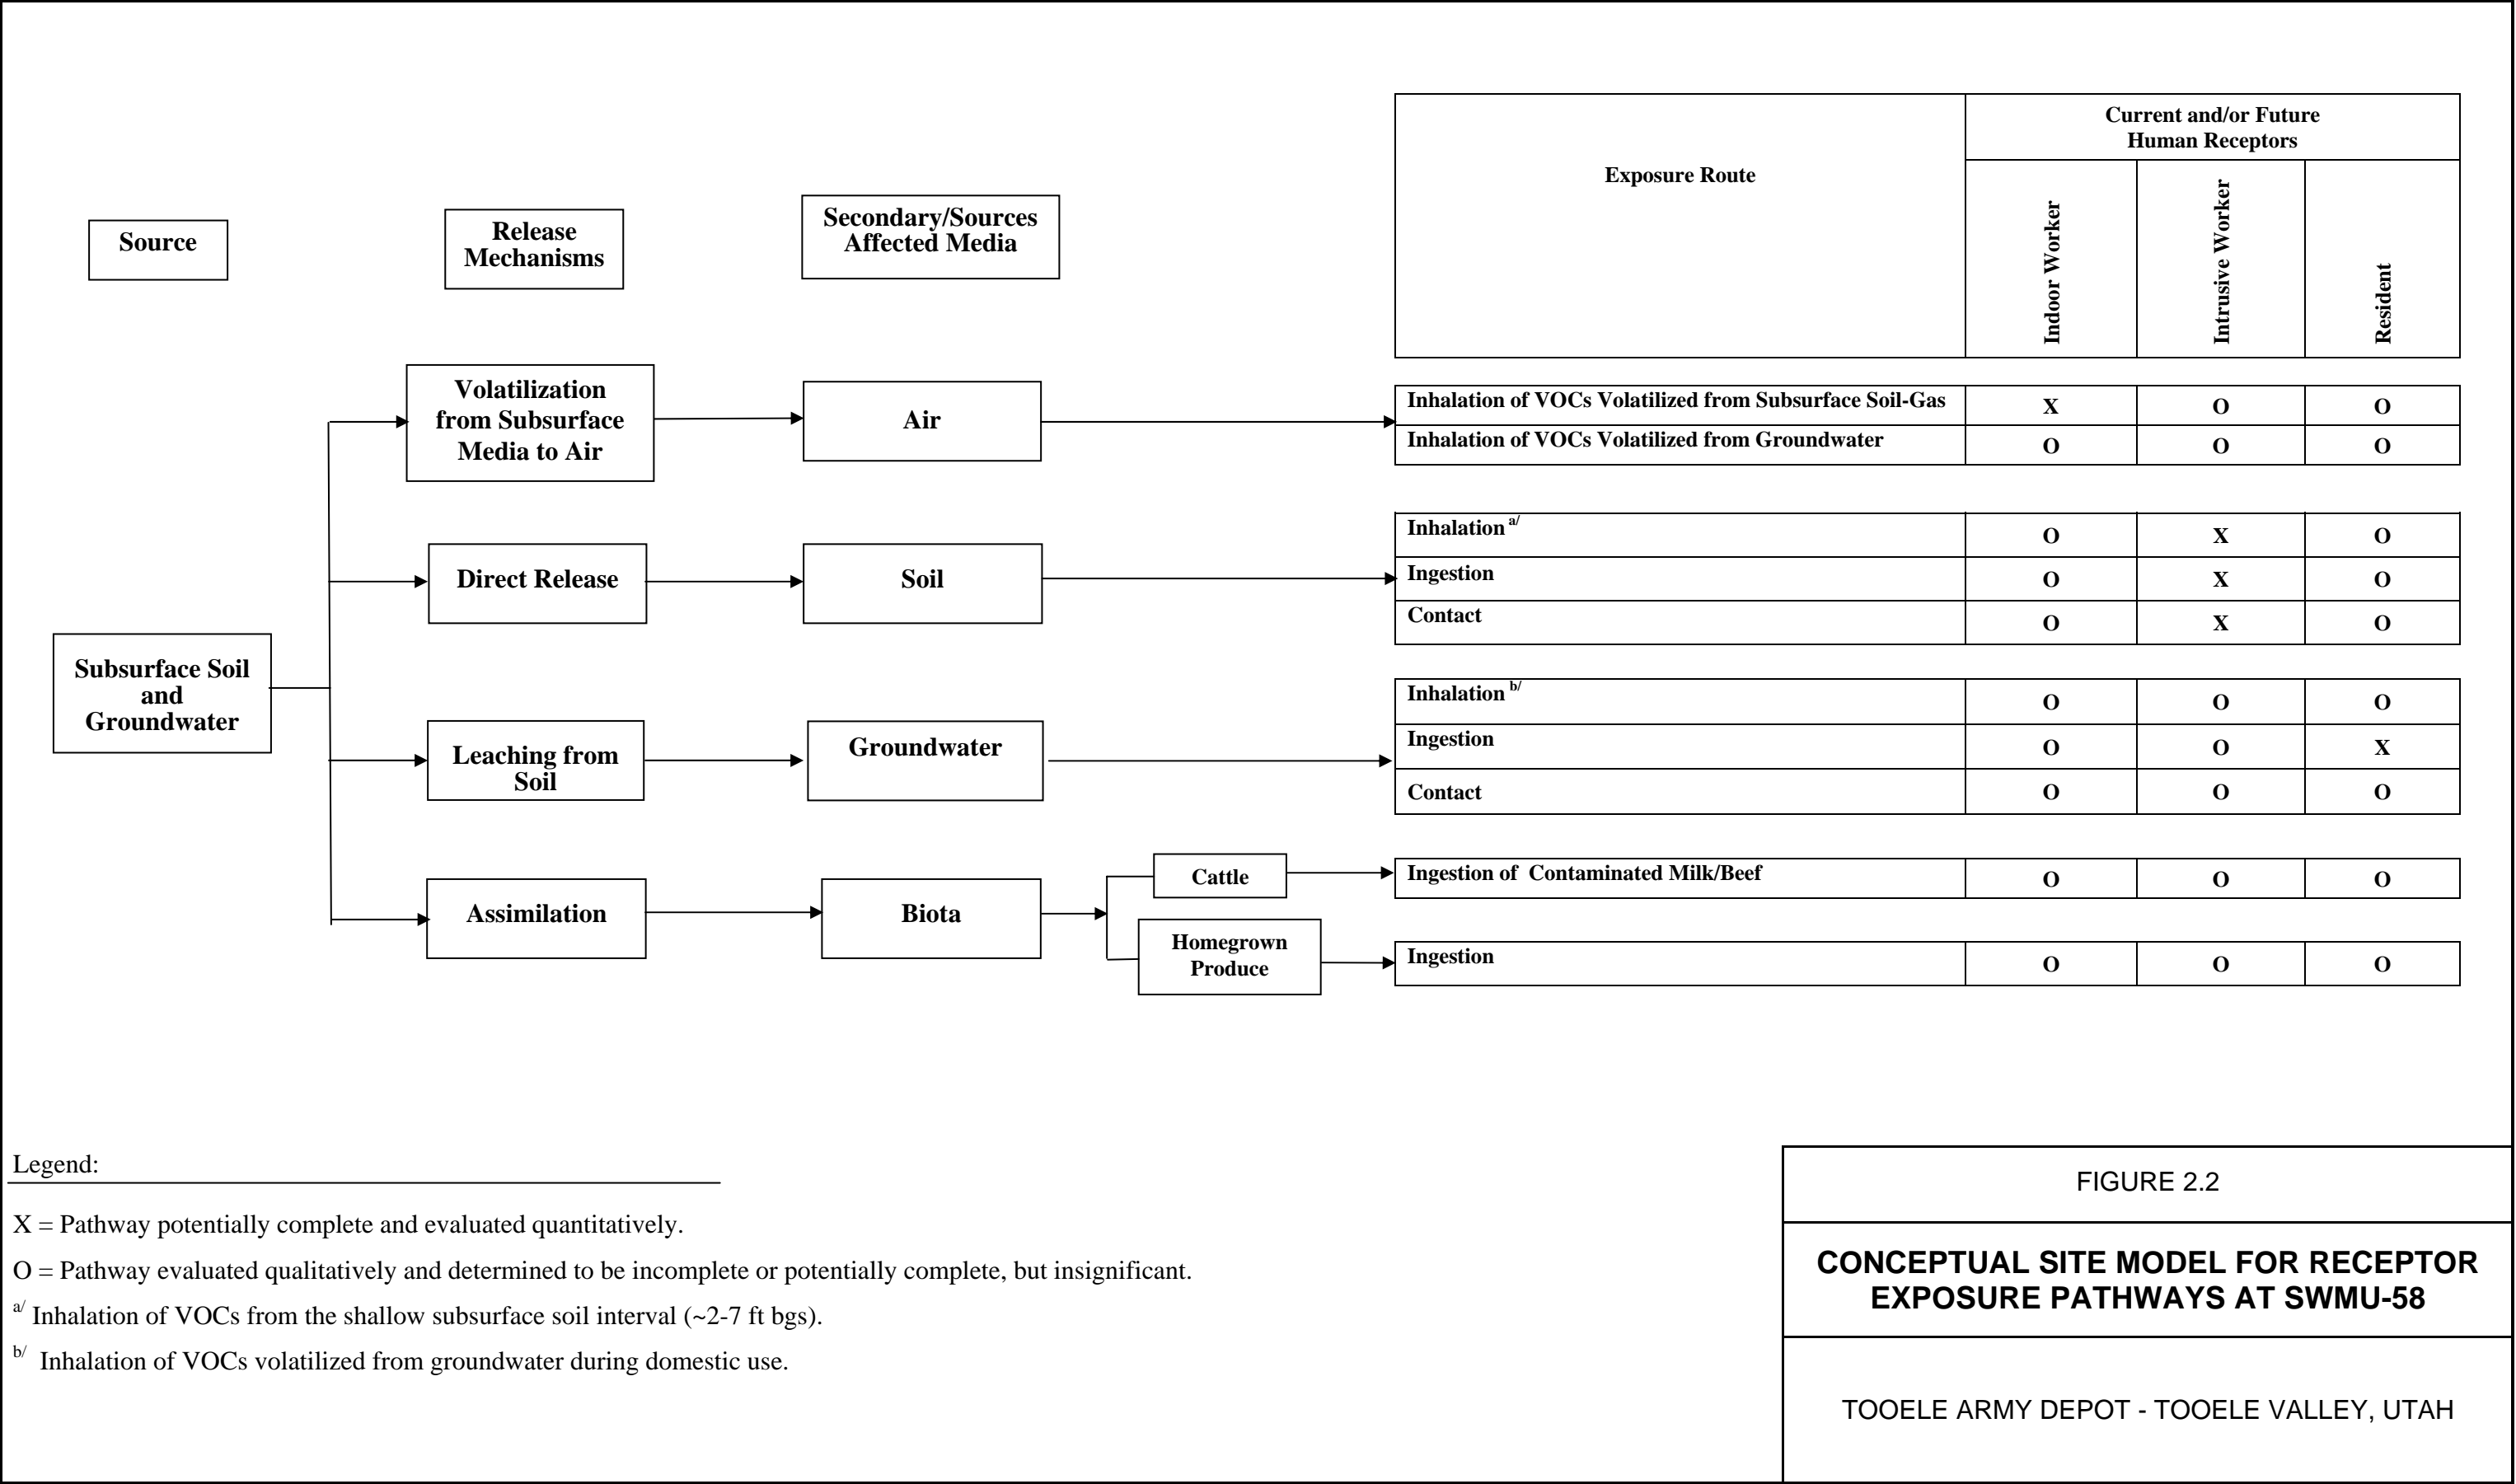 Current and/or Future
Human Receptors
Exposure Route
Indoor Worker
Intrusive Worker
Resident
Source
Release
Mechanisms
Secondary/Sources
Affected Media
Volatilization
from Subsurface
Media to Air
Air
Inhalation of VOCs Volatilized from Subsurface Soil-Gas X O O
Inhalation of VOCs Volatilized from Groundwater O O O
Direct Release
Soil
Inhalation a/ O X O
Ingestion O X O
Contact O X O
Subsurface Soil
and
Groundwater
Leaching from
Soil
Groundwater
Inhalation b/ O O O
Ingestion O O X
Contact O O O
Assimilation
Biota
Cattle
Ingestion of Contaminated Milk/Beef O O O
Homegrown
Produce
Ingestion O O O
Legend:
X = Pathway potentially complete and evaluated quantitatively.
O = Pathway evaluated qualitatively and determined to be incomplete or potentially complete, but insignificant.
a/ Inhalation of VOCs from the shallow subsurface soil interval (~2-7 ft bgs).
b/ Inhalation of VOCs volatilized from groundwater during domestic use.
FIGURE 2.2
CONCEPTUAL SITE MODEL FOR RECEPTOR
EXPOSURE PATHWAYS AT SWMU-58
TOOELE ARMY DEPOT - TOOELE VALLEY, UTAH